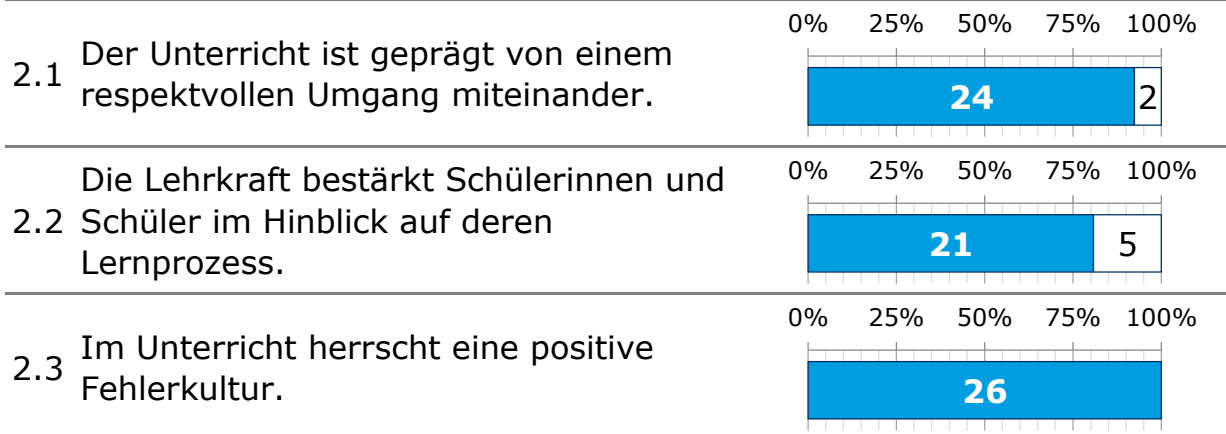 0% 25% 50% 75% 100%
2.1 Der Unterricht ist geprägt von einem
respektvollen Umgang miteinander.
24 2
0% 25% 50% 75% 100%
Die Lehrkraft bestärkt Schülerinnen und
2.2 Schüler im Hinblick auf deren
Lernprozess.
21 5
0% 25% 50% 75% 100%
2.3 Im Unterricht herrscht eine positive
Fehlerkultur.
26